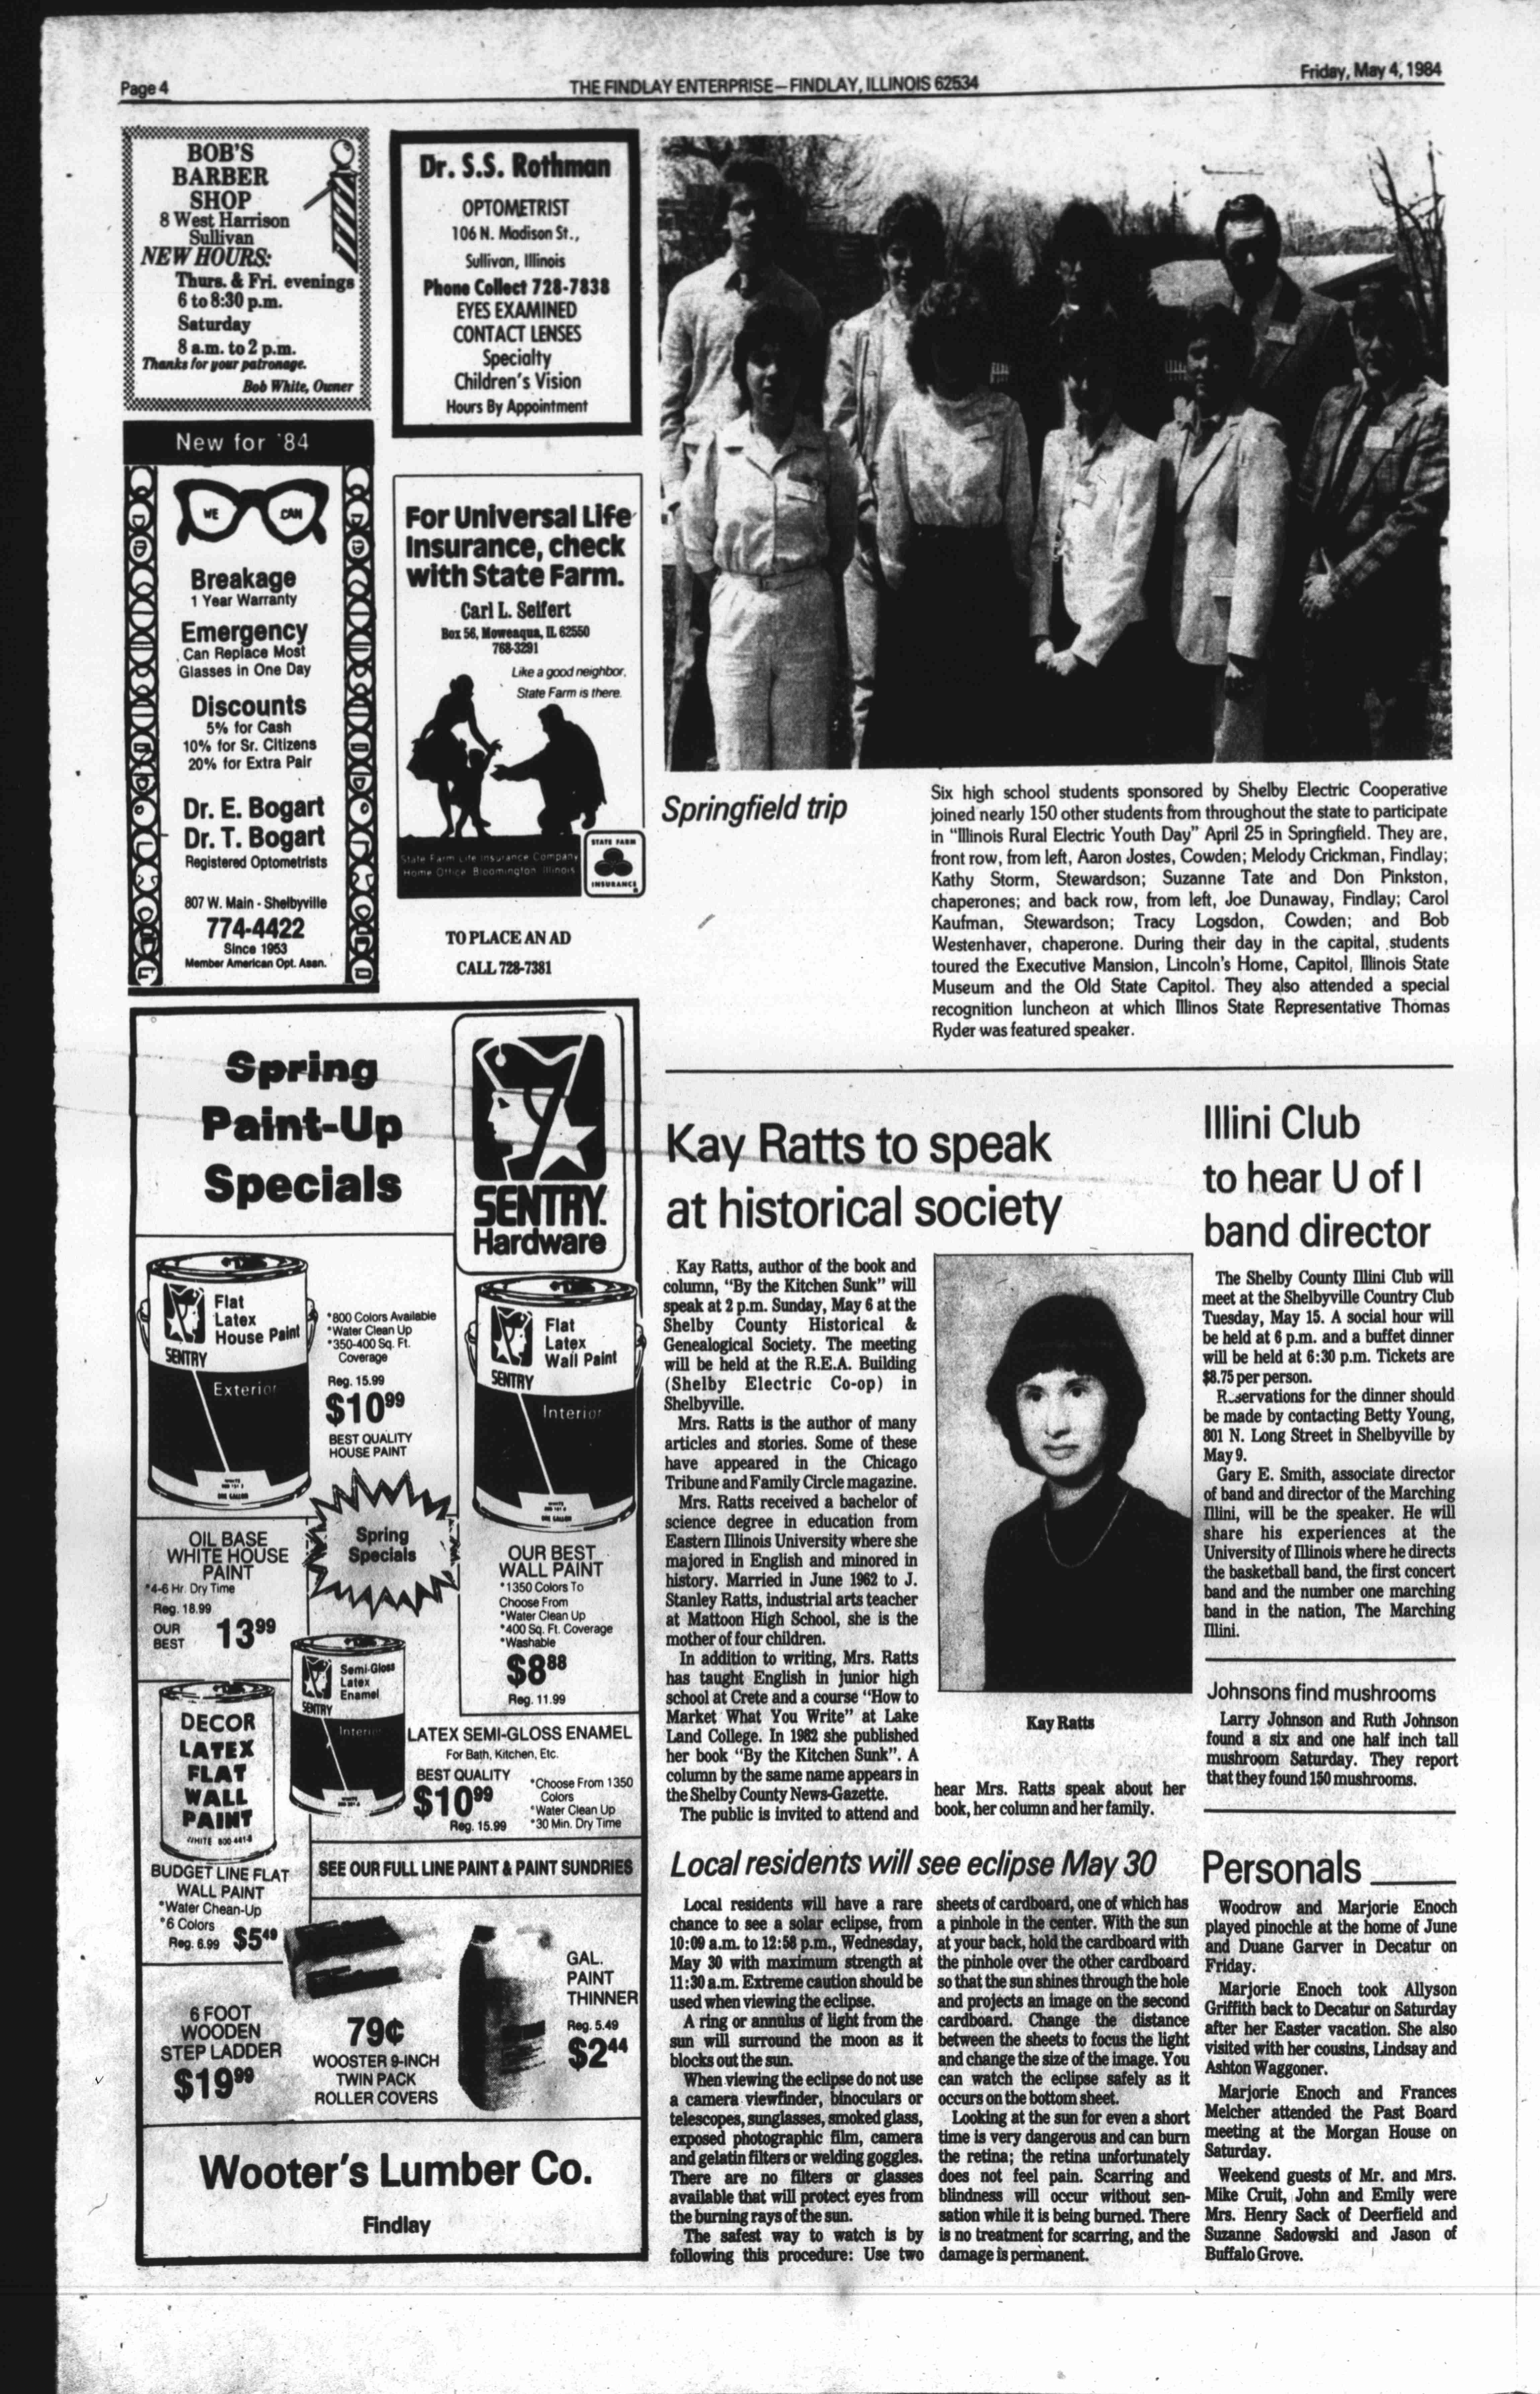 Page 4
THE FINDLAY ENTERPRISE—FINDLAY, ILLINOIS 62534
Friday, May 4, 1984
BOB'S
BARBER
SHOP
8 West Harrison
Sullivan
NEW HOURS:
Thurs. & Fri. evenings
6 to 8:30 p.m.
Saturday
8 a.m. to 2 p.m.
Thanks for your patronage.
Bob White, Owner
Dr. S.S. Rothman
OPTOMETRIST
106 N. Madison St.,
Sullivan, Illinois
Phone Collect 728-7838
EYES EXAMINED
CONTACT LENSES
Specialty
Children's Vision
Hours By Appointment
New for '84
WE CAN
Breakage
1 Year Warranty
Emergency
Can Replace Most
Glasses in One Day
Discounts
5% for Cash
10% for Sr. Citizens
20% for Extra Pair
Dr. E. Bogart
Dr. T. Bogart
Registered Optometrists
807 W. Main - Shelbyville
774-4422
Since 1953
Member American Opt. Assn.
For Universal Life
Insurance, check
with State Farm.
Carl L. Seifert
Box 56, Moweaqua, IL 62550
768-3291
Like a good neighbor,
State Farm is there.
State Farm Life Insurance Company
Home Office Bloomington Illinois
STATE FARM
INSURANCE
TO PLACE AN AD
CALL 728-7381
Springfield trip
Six high school students sponsored by Shelby Electric Cooperative
joined nearly 150 other students from throughout the state to participate
in "Illinois Rural Electric Youth Day" April 25 in Springfield. They are,
front row, from left, Aaron Jostes, Cowden; Melody Crickman, Findlay;
Kathy Storm, Stewardson; Suzanne Tate and Don Pinkston,
chaperones; and back row, from left, Joe Dunaway, Findlay; Carol
Kaufman, Stewardson; Tracy Logsdon, Cowden; and Bob
Westenhaver, chaperone. During their day in the capital, students
toured the Executive Mansion, Lincoln's Home, Capitol, Illinois State
Museum and the Old State Capitol. They also attended a special
recognition luncheon at which Illinos State Representative Thomas
Ryder was featured speaker.
Spring
Paint-Up
Specials
SENTRY
Hardware
Flat
Latex
House Paint
SENTRY
Exterior
*800 Colors Available
*Water Clean Up
*350-400 Sq. Ft.
Coverage
Reg. 15.99
$10⁹⁹
BEST QUALITY
HOUSE PAINT
Flat
Latex
Wall Paint
SENTRY
Interior
OIL BASE
WHITE HOUSE
PAINT
*4-6 Hr. Dry Time
Reg. 18.99
OUR
BEST
13⁹⁹
Spring
Specials
OUR BEST
WALL PAINT
*1350 Colors To
Choose From
*Water Clean Up
*400 Sq. Ft. Coverage
*Washable
$8⁸⁸
Reg. 11.99
Semi-Gloss
Latex
Enamel
SENTRY
Interior
DECOR
LATEX
FLAT
WALL
PAINT
LATEX SEMI-GLOSS ENAMEL
For Bath, Kitchen, Etc.
BEST QUALITY
$10⁹⁹
Reg. 15.99
*Choose From 1350
Colors
*Water Clean Up
*30 Min. Dry Time
BUDGET LINE FLAT
WALL PAINT
*Water Chean-Up
*6 Colors
Reg. 6.99 $5⁴⁹
SEE OUR FULL LINE PAINT & PAINT SUNDRIES
6 FOOT
WOODEN
STEP LADDER
$19⁹⁹
79¢
WOOSTER 9-INCH
TWIN PACK
ROLLER COVERS
GAL.
PAINT
THINNER
Reg. 5.49
$2⁴⁴
Wooter's Lumber Co.
Findlay
Kay Ratts to speak
at historical society
Kay Ratts, author of the book and
column, "By the Kitchen Sunk" will
speak at 2 p.m. Sunday, May 6 at the
Shelby County Historical &
Genealogical Society. The meeting
will be held at the R.E.A. Building
(Shelby Electric Co-op) in
Shelbyville.
Mrs. Ratts is the author of many
articles and stories. Some of these
have appeared in the Chicago
Tribune and Family Circle magazine.
Mrs. Ratts received a bachelor of
science degree in education from
Eastern Illinois University where she
majored in English and minored in
history. Married in June 1962 to J.
Stanley Ratts, industrial arts teacher
at Mattoon High School, she is the
mother of four children.
In addition to writing, Mrs. Ratts
has taught English in junior high
school at Crete and a course "How to
Market What You Write" at Lake
Land College. In 1982 she published
her book "By the Kitchen Sunk". A
column by the same name appears in
the Shelby County News-Gazette.
The public is invited to attend and
Kay Ratts
hear Mrs. Ratts speak about her
book, her column and her family.
Illini Club
to hear U of I
band director
The Shelby County Illini Club will
meet at the Shelbyville Country Club
Tuesday, May 15. A social hour will
be held at 6 p.m. and a buffet dinner
will be held at 6:30 p.m. Tickets are
$8.75 per person.
Reservations for the dinner should
be made by contacting Betty Young,
801 N. Long Street in Shelbyville by
May 9.
Gary E. Smith, associate director
of band and director of the Marching
Illini, will be the speaker. He will
share his experiences at the
University of Illinois where he directs
the basketball band, the first concert
band and the number one marching
band in the nation, The Marching
Illini.
Johnsons find mushrooms
Larry Johnson and Ruth Johnson
found a six and one half inch tall
mushroom Saturday. They report
that they found 150 mushrooms.
Local residents will see eclipse May 30
Local residents will have a rare
chance to see a solar eclipse, from
10:09 a.m. to 12:58 p.m., Wednesday,
May 30 with maximum strength at
11:30 a.m. Extreme caution should be
used when viewing the eclipse.
A ring or annulus of light from the
sun will surround the moon as it
blocks out the sun.
When viewing the eclipse do not use
a camera viewfinder, binoculars or
telescopes, sunglasses, smoked glass,
exposed photographic film, camera
and gelatin filters or welding goggles.
There are no filters or glasses
available that will protect eyes from
the burning rays of the sun.
The safest way to watch is by
following this procedure: Use two
sheets of cardboard, one of which has
a pinhole in the center. With the sun
at your back, hold the cardboard with
the pinhole over the other cardboard
so that the sun shines through the hole
and projects an image on the second
cardboard. Change the distance
between the sheets to focus the light
and change the size of the image. You
can watch the eclipse safely as it
occurs on the bottom sheet.
Looking at the sun for even a short
time is very dangerous and can burn
the retina; the retina unfortunately
does not feel pain. Scarring and
blindness will occur without sen-
sation while it is being burned. There
is no treatment for scarring, and the
damage is permanent.
Personals
Woodrow and Marjorie Enoch
played pinochle at the home of June
and Duane Garver in Decatur on
Friday.
Marjorie Enoch took Allyson
Griffith back to Decatur on Saturday
after her Easter vacation. She also
visited with her cousins, Lindsay and
Ashton Waggoner.
Marjorie Enoch and Frances
Melcher attended the Past Board
meeting at the Morgan House on
Saturday.
Weekend guests of Mr. and Mrs.
Mike Cruit, John and Emily were
Mrs. Henry Sack of Deerfield and
Suzanne Sadowski and Jason of
Buffalo Grove.